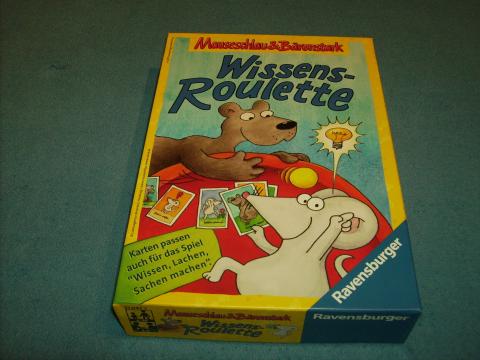 Mauseschlau & Bärenstark
Wissens-
Roulette
Karten passen
auch für das Spiel
"Wissen, Lachen,
Sachen machen"
Ravensburger
Mauseschlau & Bärenstark
Wissens-
Roulette
Ravensburger